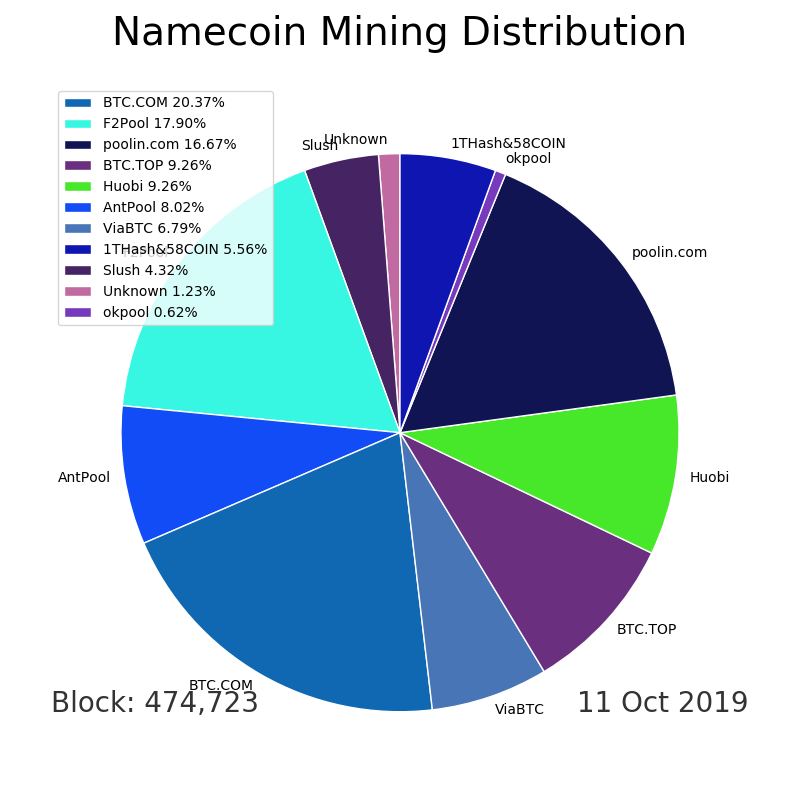 Namecoin Mining Distribution
BTC.COM 20.37%
F2Pool 17.90%
poolin.com 16.67%
BTC.TOP 9.26%
Huobi 9.26%
AntPool 8.02%
ViaBTC 6.79%
1THash&58COIN 5.56%
Slush 4.32%
Unknown 1.23%
okpool 0.62%
Unknown
Slush
1THash&58COIN
okpool
F2Pool
poolin.com
AntPool
Huobi
BTC.TOP
BTC.COM
ViaBTC
Block: 474,723
11 Oct 2019